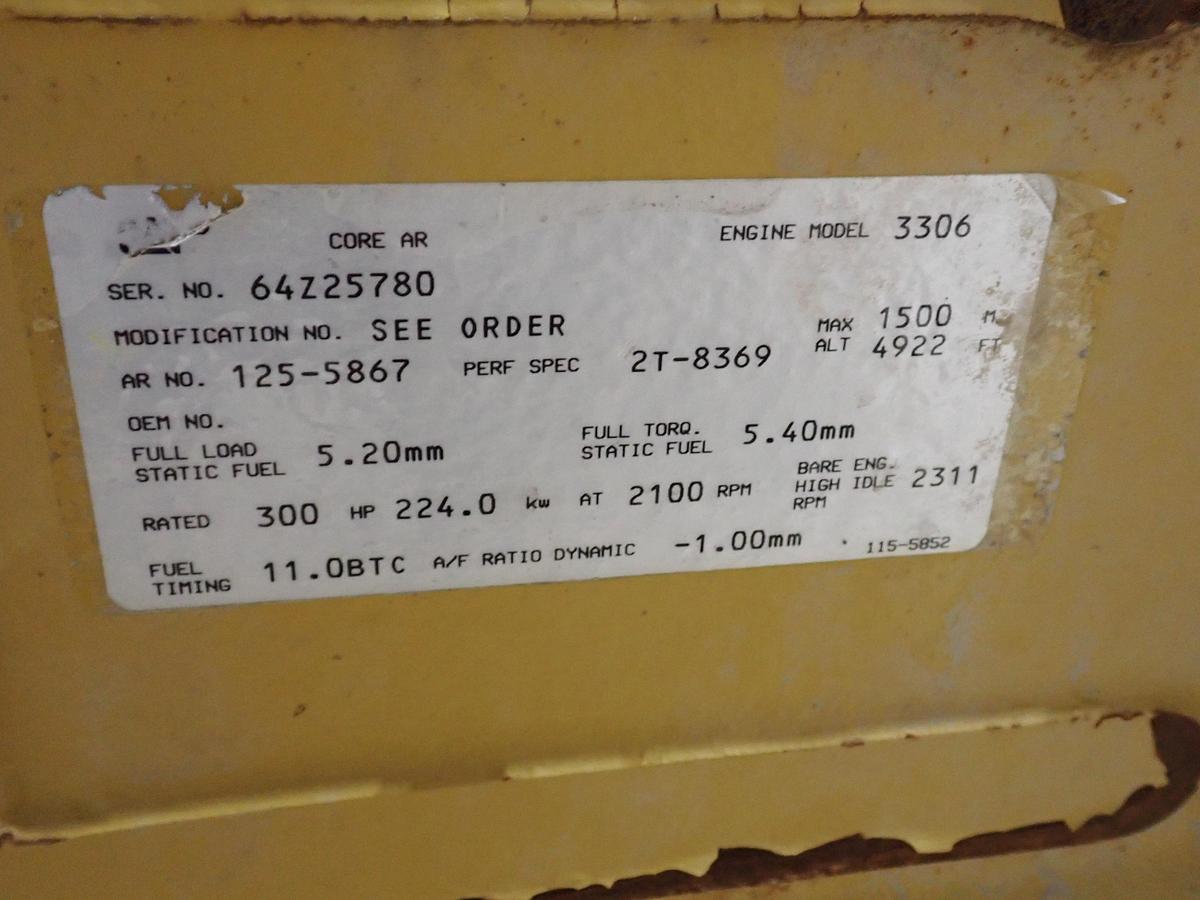 CORE AR ENGINE MODEL 3306
SER. NO. 64Z25780
MODIFICATION NO. SEE ORDER MAX 1500 M
ALT 4922 FT
AR NO. 125-5867 PERF SPEC 2T-8369
OEM NO.
FULL LOAD
STATIC FUEL 5.20mm
FULL TORQ.
STATIC FUEL 5.40mm
RATED 300 HP 224.0 kw AT 2100 RPM
BARE ENG.
HIGH IDLE 2311
RPM
FUEL
TIMING 11.0BTC A/F RATIO DYNAMIC -1.00mm
115-5852